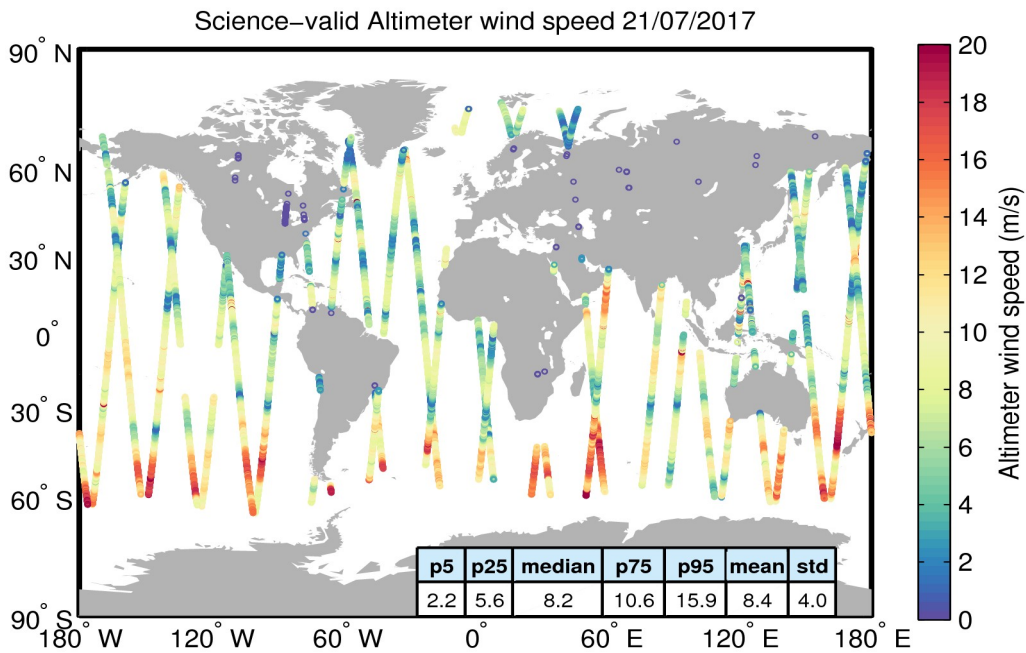 Science−valid Altimeter wind speed 21/07/2017
90° N
60° N
30° N
0°
30° S
60° S
90° S
180° W
120° W
60° W
0°
60° E
120° E
180° E
p5 p25 median p75 p95 mean std
2.2 5.6 8.2 10.6 15.9 8.4 4.0
20
18
16
14
12
10
8
6
4
2
0
Altimeter wind speed (m/s)